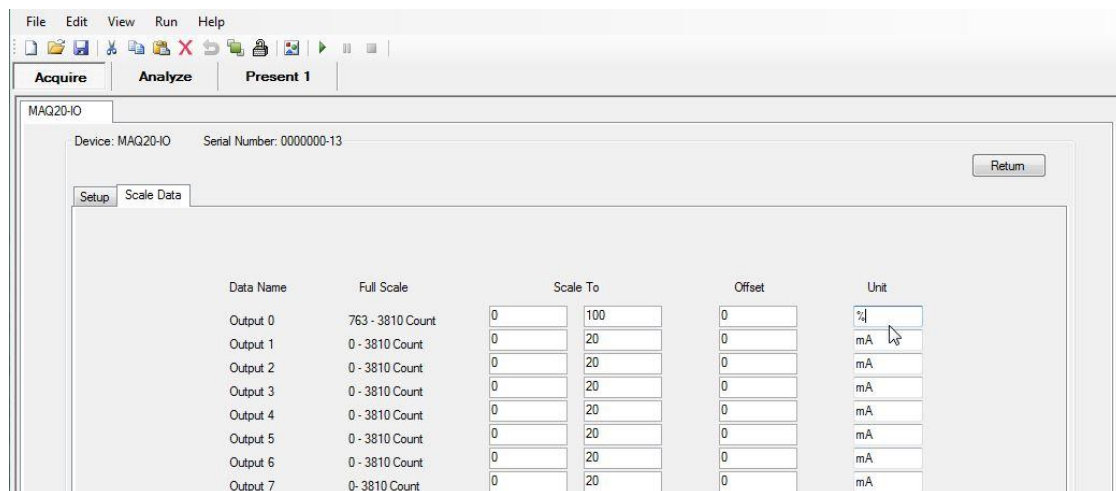 File Edit View Run Help
Acquire Analyze Present 1
MAQ20-IO
Device: MAQ20-IO Serial Number: 0000000-13
Return
Setup Scale Data
Data Name Full Scale Scale To Offset Unit
Output 0 763 - 3810 Count 0 100 0 %
Output 1 0 - 3810 Count 0 20 0 mA
Output 2 0 - 3810 Count 0 20 0 mA
Output 3 0 - 3810 Count 0 20 0 mA
Output 4 0 - 3810 Count 0 20 0 mA
Output 5 0 - 3810 Count 0 20 0 mA
Output 6 0 - 3810 Count 0 20 0 mA
Output 7 0- 3810 Count 0 20 0 mA